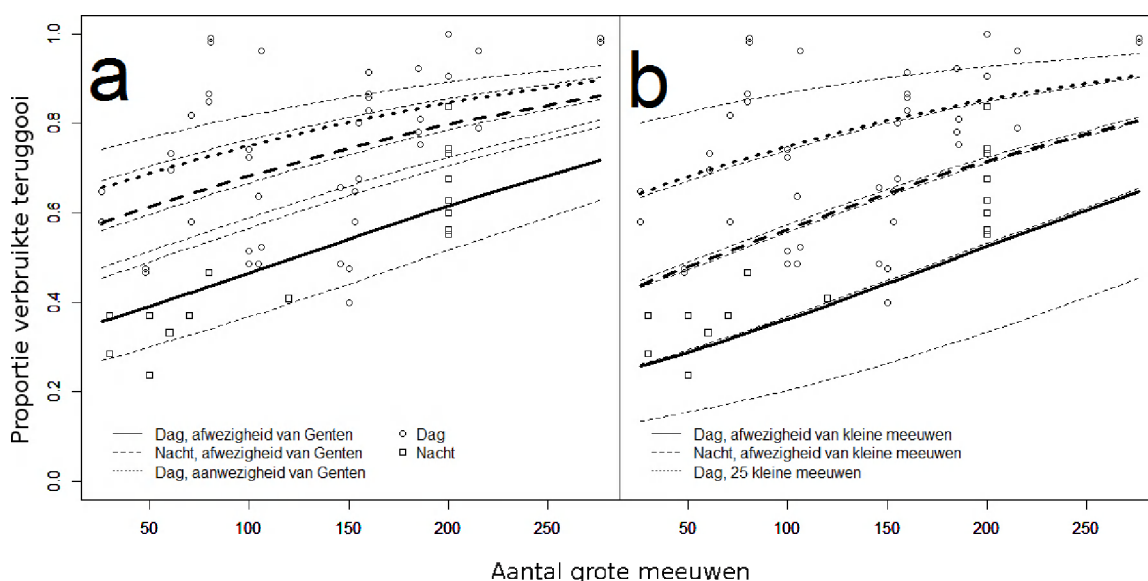 a
b
Proportie verbruikte teruggooi
1.0
0.8
0.6
0.4
0.2
0.0
Dag, afwezigheid van Genten
Nacht, afwezigheid van Genten
Dag, aanwezigheid van Genten
Dag
Nacht
Dag, afwezigheid van kleine meeuwen
Nacht, afwezigheid van kleine meeuwen
Dag, 25 kleine meeuwen
50 100 150 200 250
50 100 150 200 250
Aantal grote meeuwen